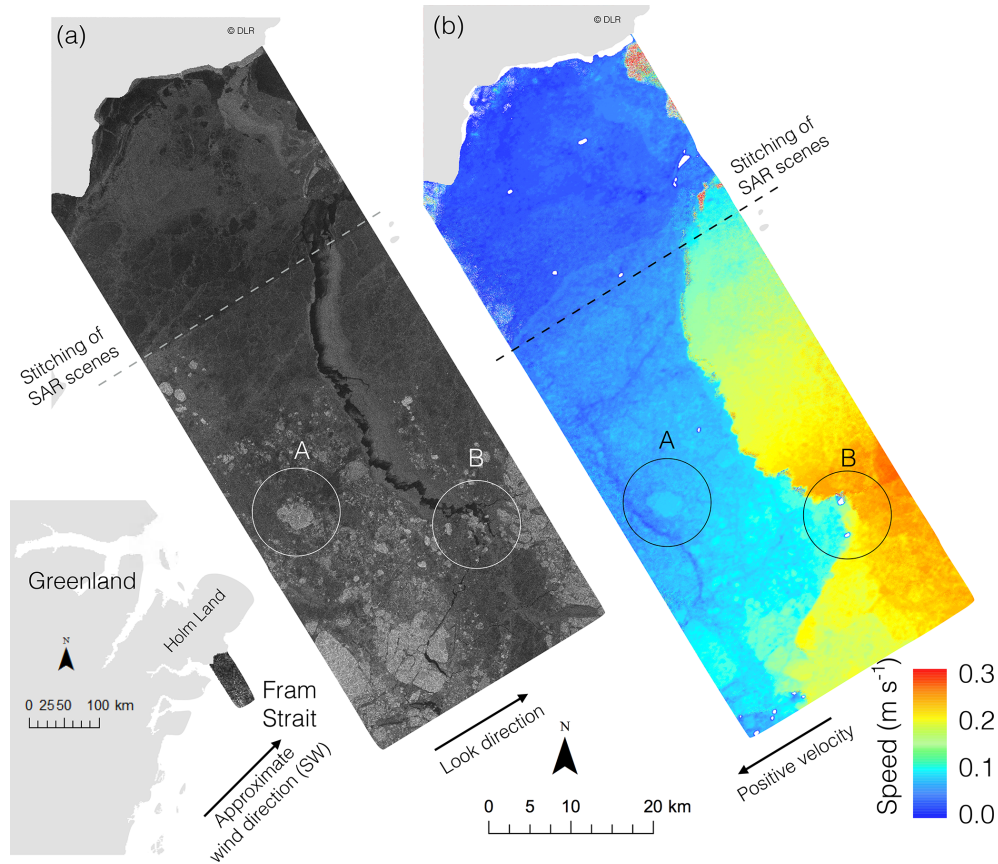 (a)
© DLR
(b)
© DLR
Stitching of
SAR scenes
Stitching of
SAR scenes
A
B
A
B
Greenland
Holm Land
N
0 25 50 100 km
Fram
Strait
Approximate
wind direction (SW)
Look direction
N
0 5 10 20 km
Positive velocity
Speed (m s⁻¹)
0.3
0.2
0.1
0.0